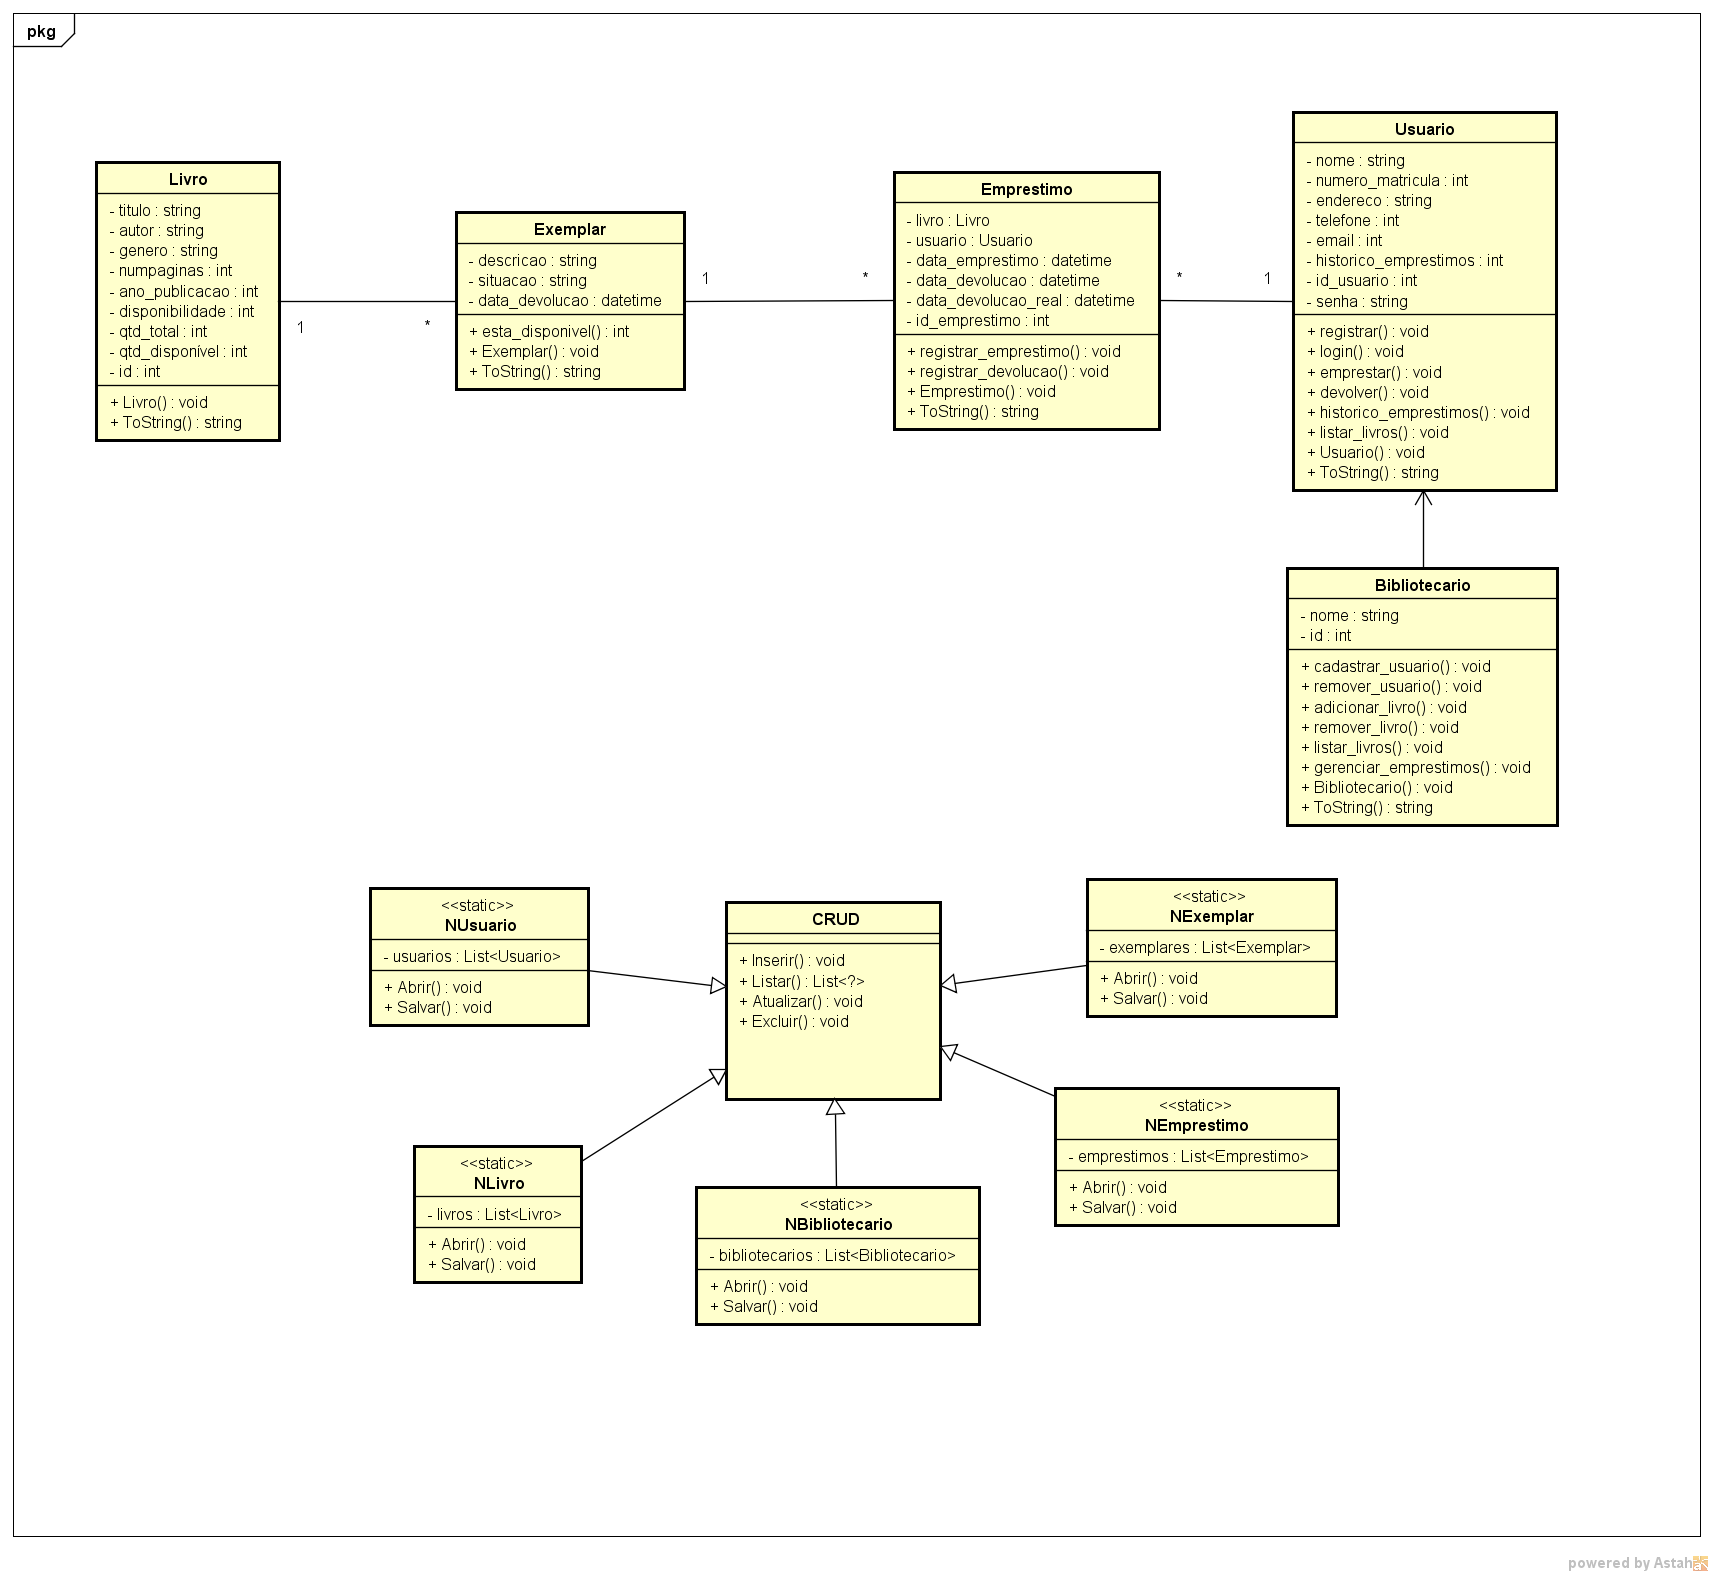 pkg
Livro
- titulo : string
- autor : string
- genero : string
- numpaginas : int
- ano_publicacao : int
- disponibilidade : int
- qtd_total : int
- qtd_disponível : int
- id : int
+ Livro() : void
+ ToString() : string
1
*
Exemplar
- descricao : string
- situacao : string
- data_devolucao : datetime
+ esta_disponivel() : int
+ Exemplar() : void
+ ToString() : string
1
*
Emprestimo
- livro : Livro
- usuario : Usuario
- data_emprestimo : datetime
- data_devolucao : datetime
- data_devolucao_real : datetime
- id_emprestimo : int
+ registrar_emprestimo() : void
+ registrar_devolucao() : void
+ Emprestimo() : void
+ ToString() : string
*
1
Usuario
- nome : string
- numero_matricula : int
- endereco : string
- telefone : int
- email : int
- historico_emprestimos : int
- id_usuario : int
- senha : string
+ registrar() : void
+ login() : void
+ emprestar() : void
+ devolver() : void
+ historico_emprestimos() : void
+ listar_livros() : void
+ Usuario() : void
+ ToString() : string
Bibliotecario
- nome : string
- id : int
+ cadastrar_usuario() : void
+ remover_usuario() : void
+ adicionar_livro() : void
+ remover_livro() : void
+ listar_livros() : void
+ gerenciar_emprestimos() : void
+ Bibliotecario() : void
+ ToString() : string
<<static>>
NUsuario
- usuarios : List<Usuario>
+ Abrir() : void
+ Salvar() : void
CRUD
+ Inserir() : void
+ Listar() : List<?>
+ Atualizar() : void
+ Excluir() : void
<<static>>
NExemplar
- exemplares : List<Exemplar>
+ Abrir() : void
+ Salvar() : void
<<static>>
NLivro
- livros : List<Livro>
+ Abrir() : void
+ Salvar() : void
<<static>>
NBibliotecario
- bibliotecarios : List<Bibliotecario>
+ Abrir() : void
+ Salvar() : void
<<static>>
NEmprestimo
- emprestimos : List<Emprestimo>
+ Abrir() : void
+ Salvar() : void
powered by Astah